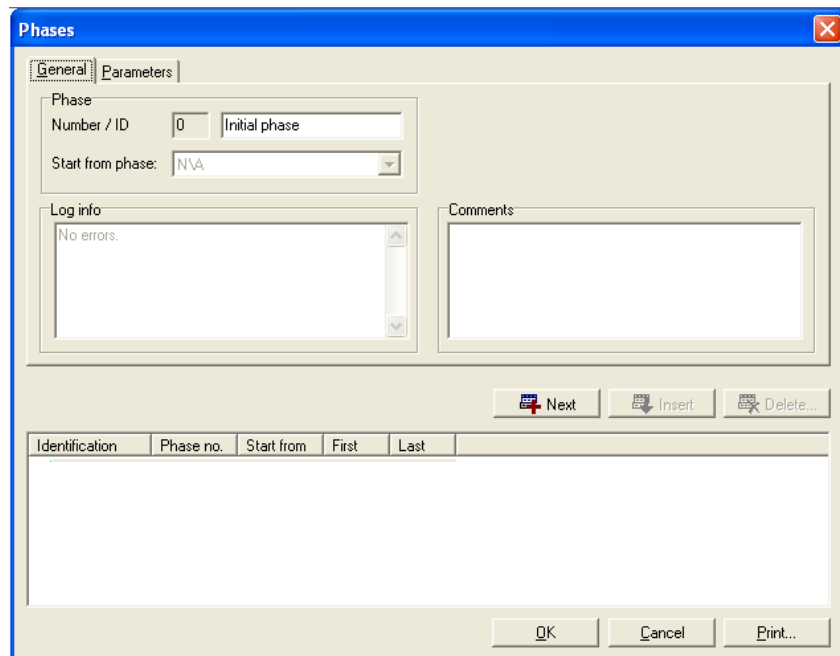 Phases
General Parameters
Phase
Number / ID 0 Initial phase
Start from phase: N\A
Log info
No errors.
Comments
Next Insert Delete...
Identification Phase no. Start from First Last
OK Cancel Print...